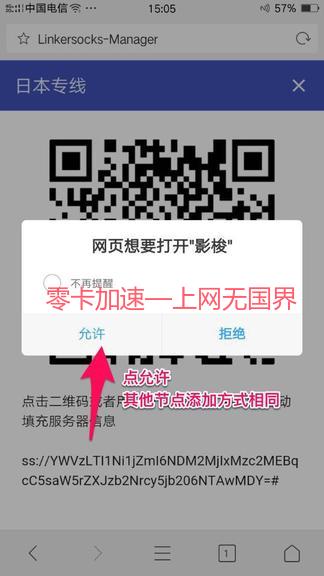 中国电信
15:05
57%
Linkersocks-Manager
日本专线
网页想要打开"影梭"
不再提醒
零卡加速—上网无国界
允许
拒绝
点允许
其他节点添加方式相同
点击二维码或者
动
填充服务器信息
ss://YWVzLTI1Ni1jZmI6NDM2MjIxMzc2MEBq
cC5saW5rZXJzb2Nrcy5jb206NTAwMDY=#
1